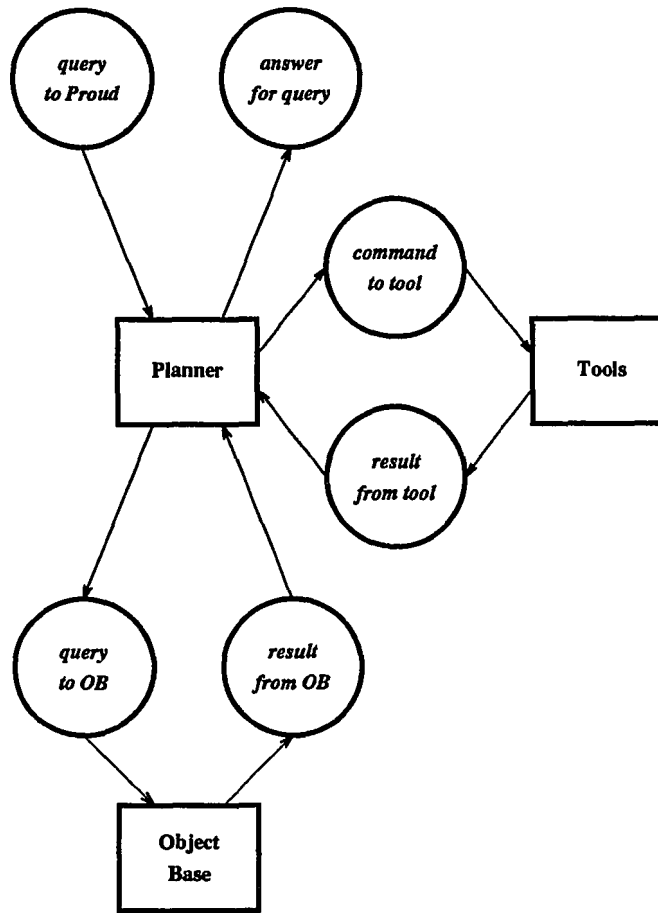 query
to Proud
answer
for query
command
to tool
Planner
Tools
result
from tool
query
to OB
result
from OB
Object
Base